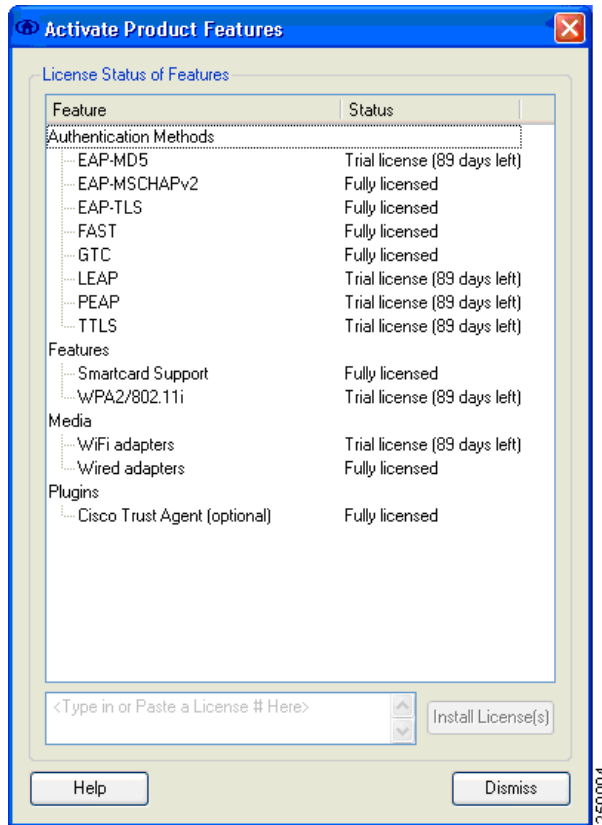 Activate Product Features
License Status of Features
Feature Status
Authentication Methods
EAP-MD5 Trial license (89 days left)
EAP-MSCHAPv2 Fully licensed
EAP-TLS Fully licensed
FAST Fully licensed
GTC Fully licensed
LEAP Trial license (89 days left)
PEAP Trial license (89 days left)
TTLS Trial license (89 days left)
Features
Smartcard Support Fully licensed
WPA2/802.11i Trial license (89 days left)
Media
WiFi adapters Trial license (89 days left)
Wired adapters Fully licensed
Plugins
Cisco Trust Agent (optional) Fully licensed
<Type in or Paste a License # Here>
Install License(s)
Help Dismiss